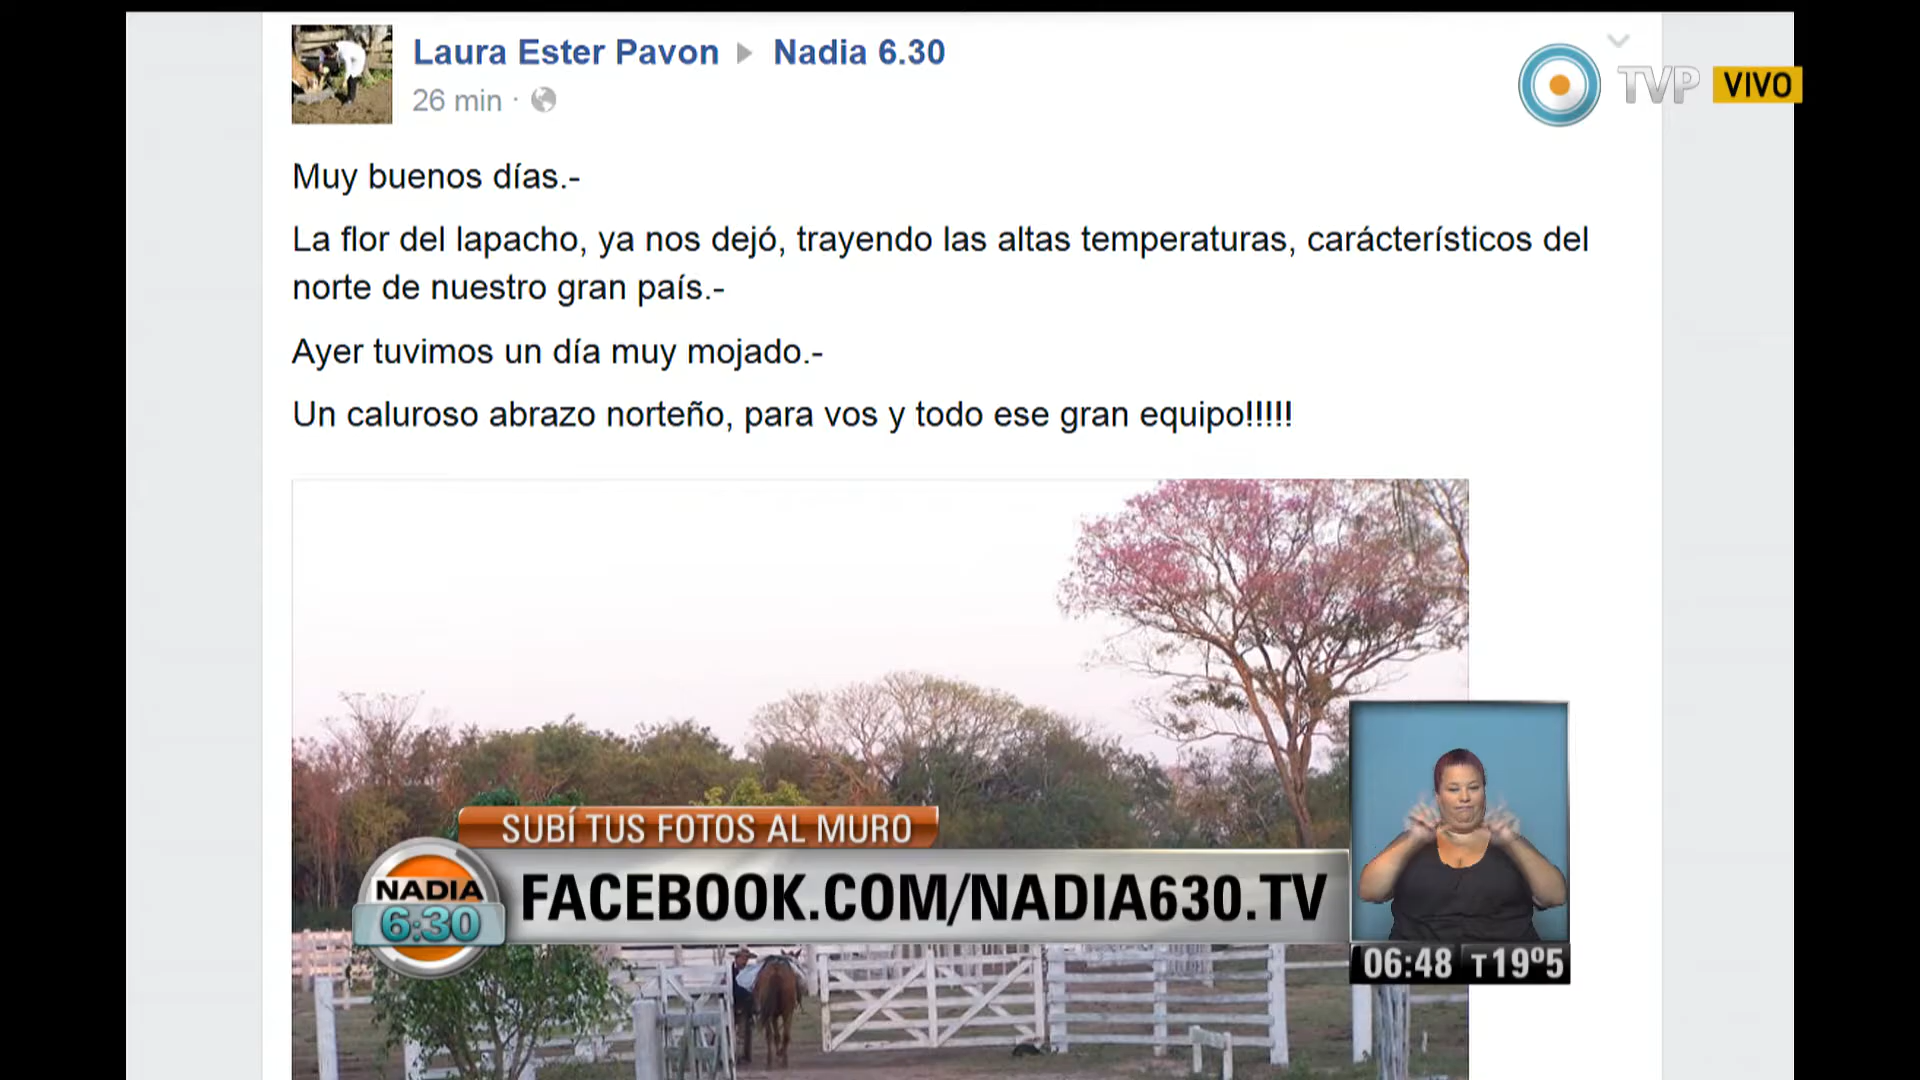 Laura Ester Pavon Nadia 6.30
26 min ·
TVP VIVO
Muy buenos días.-
La flor del lapacho, ya nos dejó, trayendo las altas temperaturas, carácterísticos del
norte de nuestro gran país.-
Ayer tuvimos un día muy mojado.-
Un caluroso abrazo norteño, para vos y todo ese gran equipo!!!!!
SUBÍ TUS FOTOS AL MURO
NADIA
6:30
FACEBOOK.COM/NADIA630.TV
06:48 T19º5